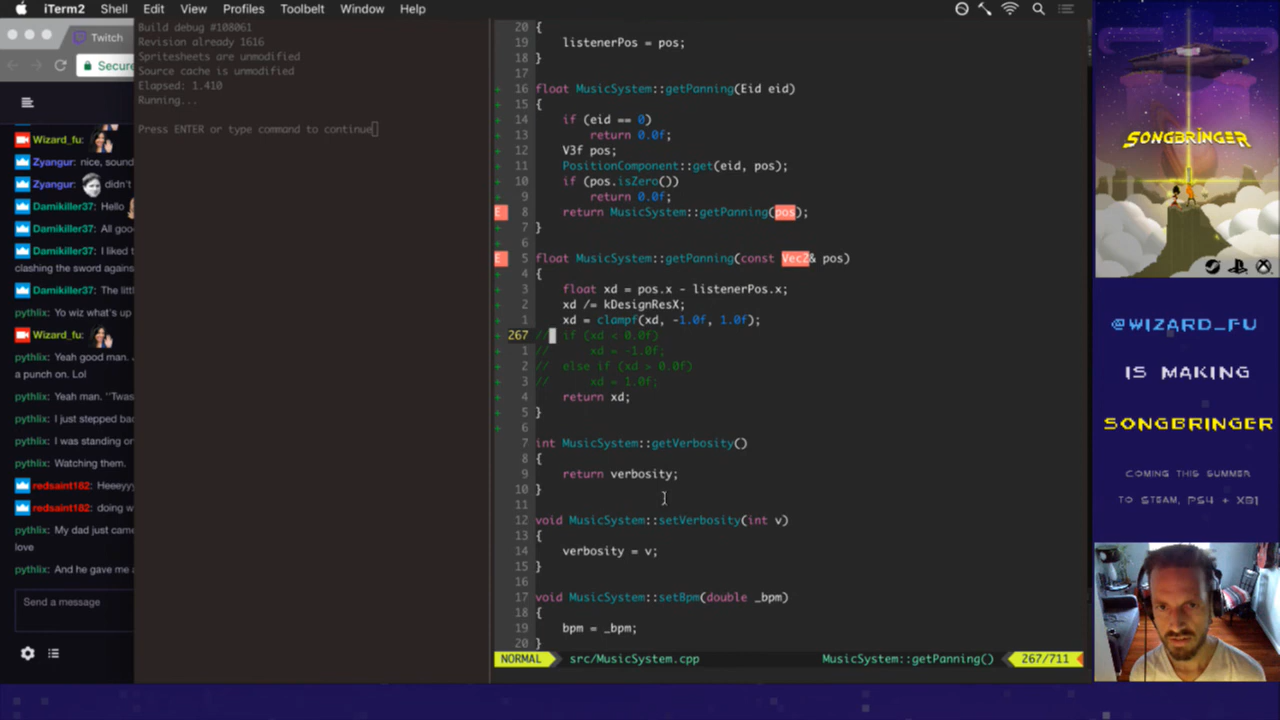 iTerm2 Shell Edit View Profiles Toolbelt Window Help
Twitch
Secure
Wizard_fu:
Zyangur: nice, sound
Zyangur: didn't
Damikiller37: Hello
Damikiller37: All goo
Damikiller37: I liked t
clashing the sword agains
Damikiller37: The littl
pythlix: Yo wiz what's up
Wizard_fu:
pythlix: Yeah good man. J
a punch on. Lol
pythlix: Yeah man. "Twas
pythlix: I just stepped bac
pythlix: I was standing on
pythlix: Watching them.
redsaint182: Heeeyy
redsaint182: doing w
pythlix: My dad just came
love
pythlix: And he gave me a
Send a message
Build debug #108061
Revision already 1616
Spritesheets are unmodified
Source cache is unmodified
Elapsed: 1.410
Running...
Press ENTER or type command to continue
20 {
19 listenerPos = pos;
18 }
17
+ 16 float MusicSystem::getPanning(Eid eid)
+ 15 {
+ 14 if (eid == 0)
+ 13 return 0.0f;
+ 12 V3f pos;
+ 11 PositionComponent::get(eid, pos);
+ 10 if (pos.isZero())
+ 9 return 0.0f;
E 8 return MusicSystem::getPanning(pos);
+ 7 }
+ 6
E 5 float MusicSystem::getPanning(const Vec2& pos)
+ 4 {
+ 3 float xd = pos.x - listenerPos.x;
+ 2 xd /= kDesignResX;
+ 1 xd = clampf(xd, -1.0f, 1.0f);
+ 267 // if (xd < 0.0f)
+ 1 // xd = -1.0f;
+ 2 // else if (xd > 0.0f)
+ 3 // xd = 1.0f;
+ 4 return xd;
+ 5 }
+ 6
7 int MusicSystem::getVerbosity()
8 {
9 return verbosity;
10 }
11
12 void MusicSystem::setVerbosity(int v)
13 {
14 verbosity = v;
15 }
16
17 void MusicSystem::setBpm(double _bpm)
18 {
19 bpm = _bpm;
20 }
NORMAL src/MusicSystem.cpp MusicSystem::getPanning() 267/711
SONGBRINGER
@WIZARD_FU
IS MAKING
SONGBRINGER
COMING THIS SUMMER
TO STEAM, PS4 + XB1